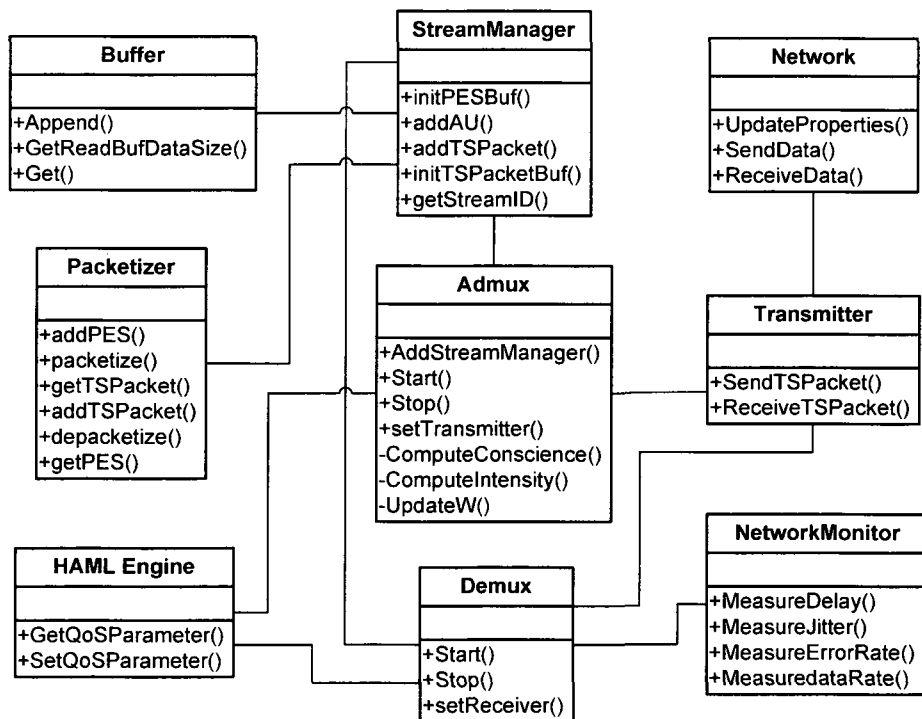 Buffer
+Append()
+GetReadBufDataSize()
+Get()
StreamManager
+initPESBuf()
+addAU()
+addTSPacket()
+initTSPacketBuf()
+getStreamID()
Network
+UpdateProperties()
+SendData()
+ReceiveData()
Packetizer
+addPES()
+packetize()
+getTSPacket()
+addTSPacket()
+depacketize()
+getPES()
Admux
+AddStreamManager()
+Start()
+Stop()
+setTransmitter()
-ComputeConscience()
-ComputeIntensity()
-UpdateW()
Transmitter
+SendTSPacket()
+ReceiveTSPacket()
HAML Engine
+GetQoSParameter()
+SetQoSParameter()
Demux
+Start()
+Stop()
+setReceiver()
NetworkMonitor
+MeasureDelay()
+MeasureJitter()
+MeasureErrorRate()
+MeasuredataRate()